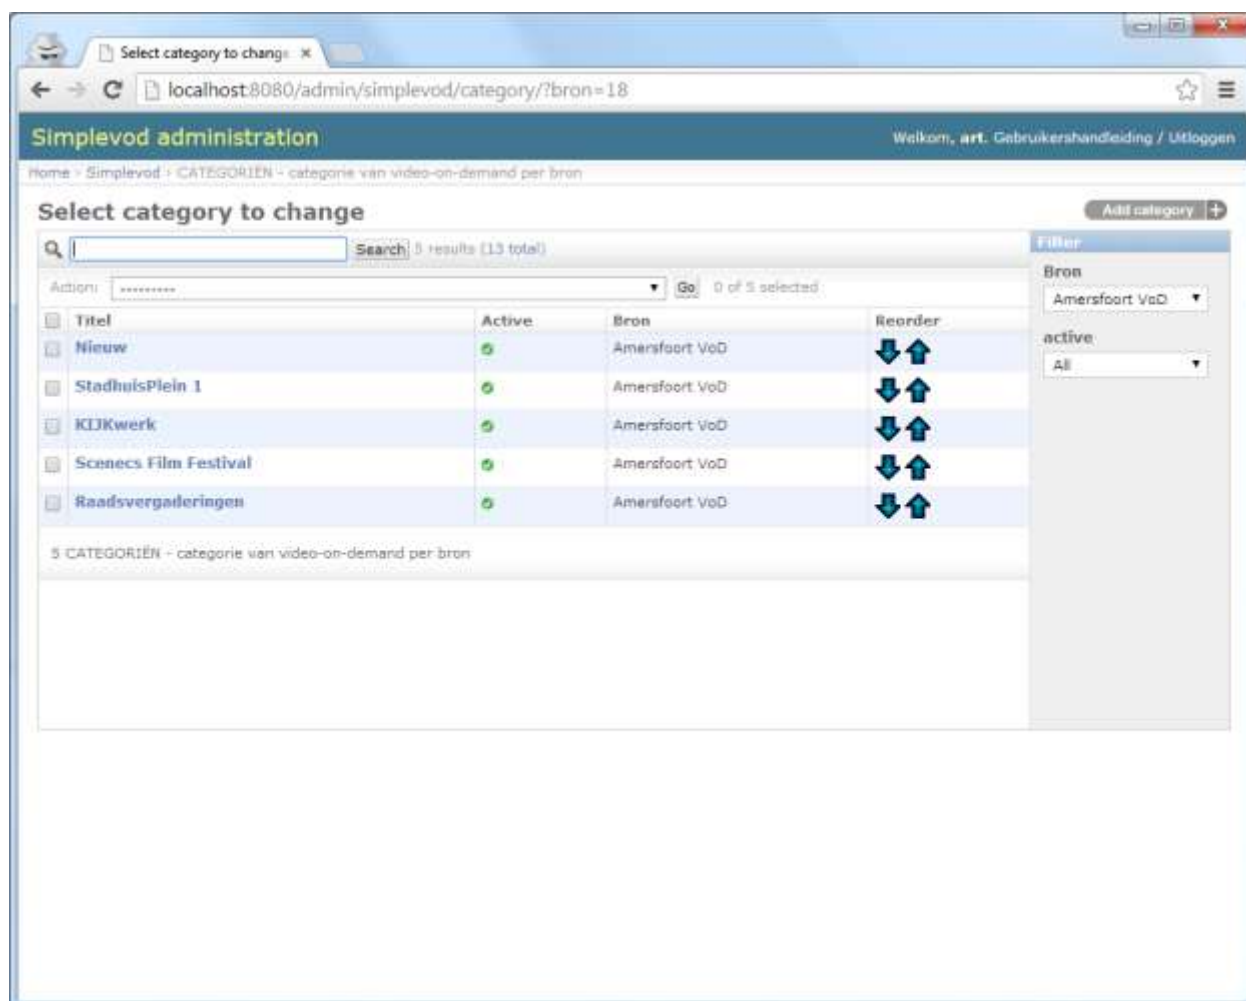 Select category to chang
localhost:8080/admin/simplevod/category/?bron=18
Simplevod administration
Welkom, art. Gebruikershandleiding / Uitloggen
Home › Simplevod › CATEGORIËN - categorie van video-on-demand per bron
Select category to change
Add category +
Search 5 results (13 total)
Filter
Action: --------- Go 0 of 5 selected
Bron
Amersfoort VoD
Titel Active Bron Reorder
active
All
Nieuw Amersfoort VoD
StadhuisPlein 1 Amersfoort VoD
KIJKwerk Amersfoort VoD
Scenecs Film Festival Amersfoort VoD
Raadsvergaderingen Amersfoort VoD
5 CATEGORIËN - categorie van video-on-demand per bron